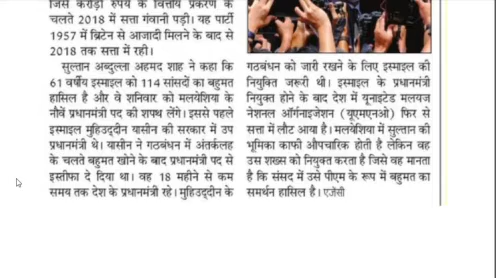 जिसे करोड़ों रुपये के वित्तीय प्रकरण के
चलते 2018 में सत्ता गंवानी पड़ी। यह पार्टी
1957 में ब्रिटेन से आजादी मिलने के बाद से
2018 तक सत्ता में रही।
सुल्तान अब्दुल्ला अहमद शाह ने कहा कि
61 वर्षीय इस्माइल को 114 सांसदों का बहुमत
हासिल है और वे शनिवार को मलयेशिया के
नौवें प्रधानमंत्री पद की शपथ लेंगे। इससे पहले
इस्माइल मुहिउद्दीन यासीन की सरकार में उप
प्रधानमंत्री थे। यासीन ने गठबंधन में अंतर्कलह
के चलते बहुमत खोने के बाद प्रधानमंत्री पद से
इस्तीफा दे दिया था। वह 18 महीने से कम
समय तक देश के प्रधानमंत्री रहे। मुहिउद्दीन के
गठबंधन को जारी रखने के लिए इस्माइल की
नियुक्ति जरूरी थी। इस्माइल के प्रधानमंत्री
नियुक्त होने के बाद देश में यूनाइटेड मलयज
नेशनल ऑर्गनाइजेशन (यूएमएनओ) फिर से
सत्ता में लौट आया है। मलयेशिया में सुल्तान की
भूमिका काफी औपचारिक होती है लेकिन वह
उस शख्स को नियुक्त करता है जिसे वह मानता
है कि संसद में उसे पीएम के रूप में बहुमत का
समर्थन हासिल है। एजेंसी